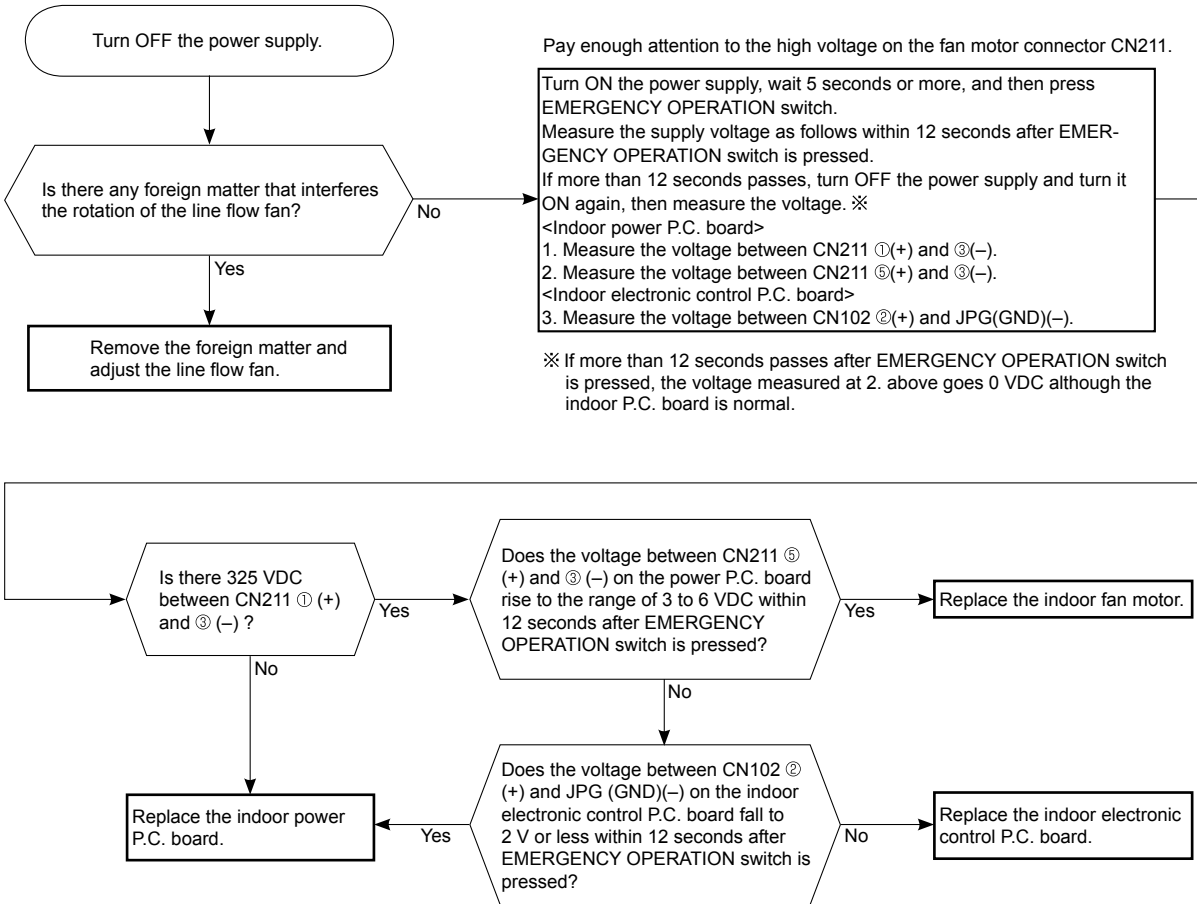 Turn OFF the power supply.
Is there any foreign matter that interferes
the rotation of the line flow fan?
No
Yes
Remove the foreign matter and
adjust the line flow fan.
Pay enough attention to the high voltage on the fan motor connector CN211.
Turn ON the power supply, wait 5 seconds or more, and then press
EMERGENCY OPERATION switch.
Measure the supply voltage as follows within 12 seconds after EMER-
GENCY OPERATION switch is pressed.
If more than 12 seconds passes, turn OFF the power supply and turn it
ON again, then measure the voltage. ※
<Indoor power P.C. board>
1. Measure the voltage between CN211 ①(+) and ③(–).
2. Measure the voltage between CN211 ⑤(+) and ③(–).
<Indoor electronic control P.C. board>
3. Measure the voltage between CN102 ②(+) and JPG(GND)(–).
※ If more than 12 seconds passes after EMERGENCY OPERATION switch
is pressed, the voltage measured at 2. above goes 0 VDC although the
indoor P.C. board is normal.
Is there 325 VDC
between CN211 ① (+)
and ③ (–) ?
Yes
No
Does the voltage between CN211 ⑤
(+) and ③ (–) on the power P.C. board
rise to the range of 3 to 6 VDC within
12 seconds after EMERGENCY
OPERATION switch is pressed?
Yes
No
Replace the indoor fan motor.
Does the voltage between CN102 ②
(+) and JPG (GND)(–) on the indoor
electronic control P.C. board fall to
2 V or less within 12 seconds after
EMERGENCY OPERATION switch is
pressed?
Yes
No
Replace the indoor power
P.C. board.
Replace the indoor electronic
control P.C. board.